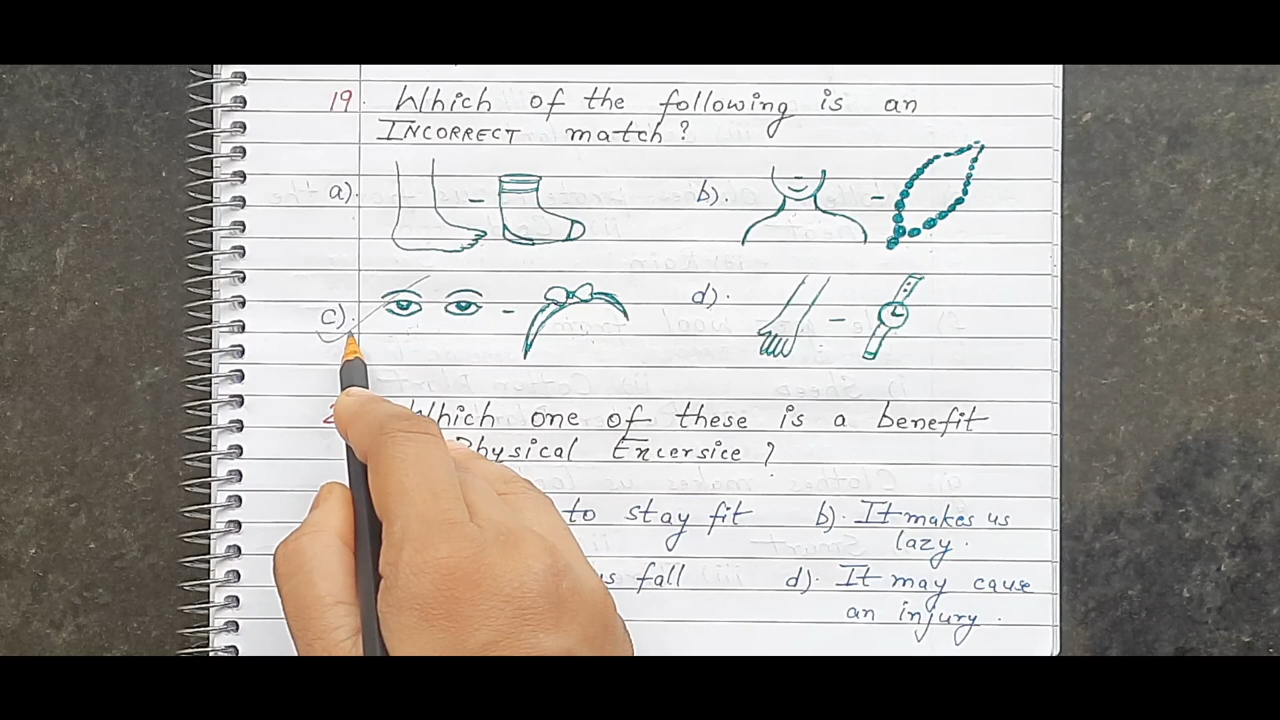 19. Which of the following is an
INCORRECT match?
a).
b).
c).
d).
Which one of these is a benefit
Physical Excersice?
to stay fit
b). It makes us
lazy.
fall
d). It may cause
an injury.